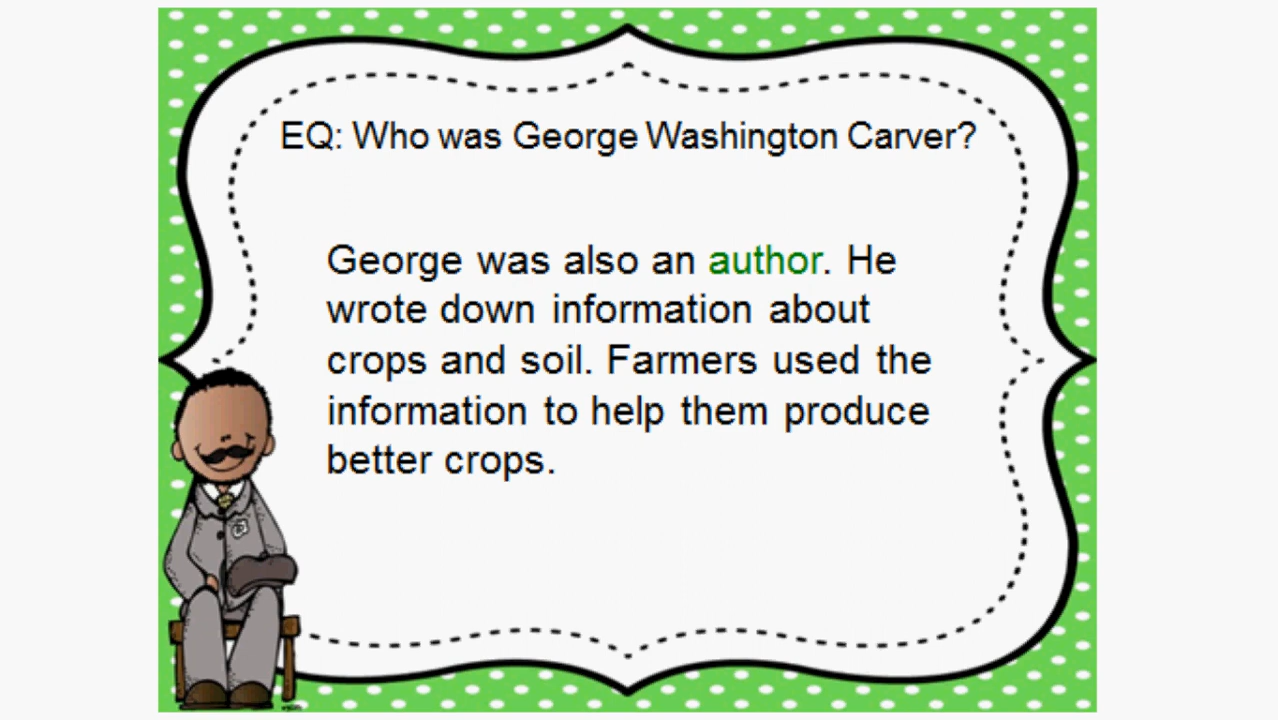 EQ: Who was George Washington Carver?
George was also an author. He
wrote down information about
crops and soil. Farmers used the
information to help them produce
better crops.